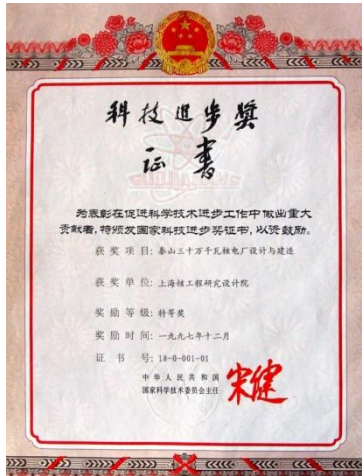 科技进步奖
证书
为表彰在促进科学技术进步工作中做出重大
贡献者，特颁发国家科技进步奖证书，以资鼓励。
获奖项目：秦山三十万千瓦核电厂设计与建造
获奖单位：上海核工程研究设计院
奖励等级：特等奖
奖励时间：一九九七年十二月
证书号：18-0-001-01
中华人民共和国
国家科学技术委员会主任
宋健